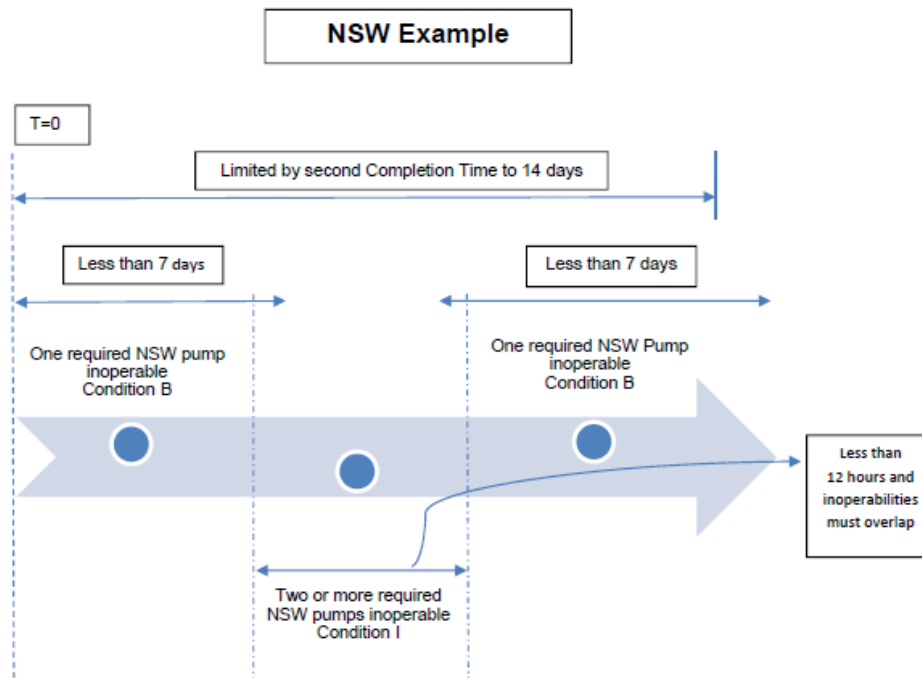 NSW Example
T=0
Limited by second Completion Time to 14 days
Less than 7 days
Less than 7 days
One required NSW pump
inoperable
Condition B
One required NSW Pump
inoperable
Condition B
Less than
12 hours and
inoperabilities
must overlap
Two or more required
NSW pumps inoperable
Condition I